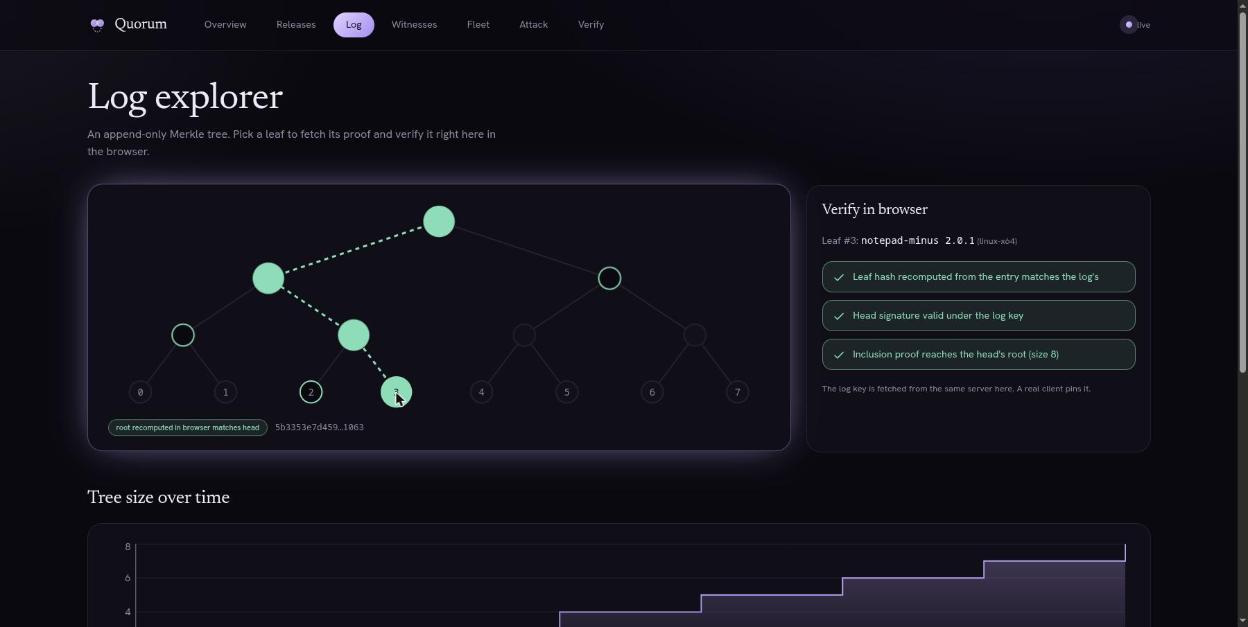 Quorum
Overview
Releases
Log
Witnesses
Fleet
Attack
Verify
live
Log explorer
An append-only Merkle tree. Pick a leaf to fetch its proof and verify it right here in
the browser.
0
1
2
4
5
6
7
root recomputed in browser matches head
5b3353e7d459…1063
Verify in browser
Leaf #3: notepad-minus 2.0.1 (linux-x64)
Leaf hash recomputed from the entry matches the log's
Head signature valid under the log key
Inclusion proof reaches the head's root (size 8)
The log key is fetched from the same server here. A real client pins it.
Tree size over time
8
6
4